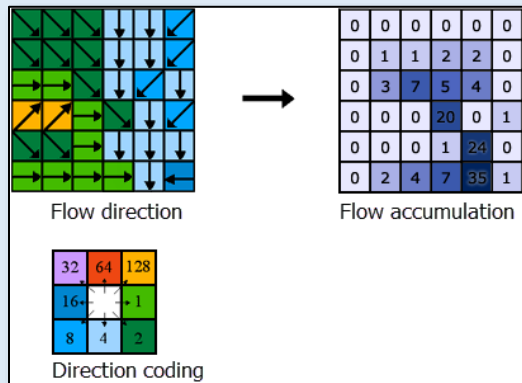 0 0 0 0 0 0
0 1 1 2 2 0
0 3 7 5 4 0
0 0 0 20 0 1
0 0 0 1 24 0
0 2 4 7 35 1
Flow direction Flow accumulation
32 64 128
16 1
8 4 2
Direction coding